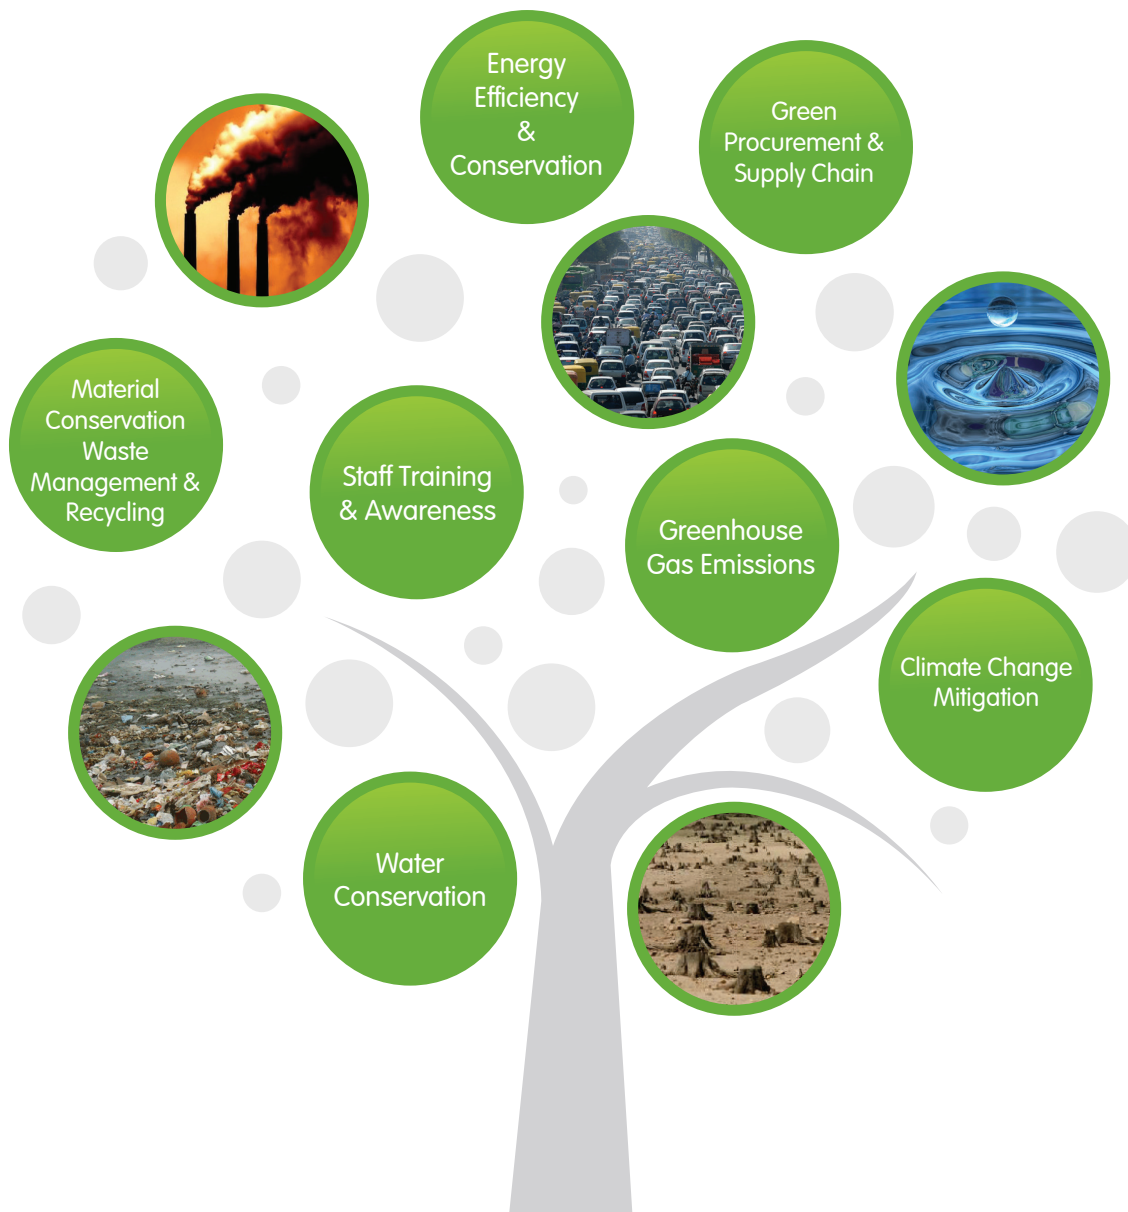 Energy
Efficiency
&
Conservation
Green
Procurement &
Supply Chain
Material
Conservation
Waste
Management &
Recycling
Staff Training
& Awareness
Greenhouse
Gas Emissions
Climate Change
Mitigation
Water
Conservation